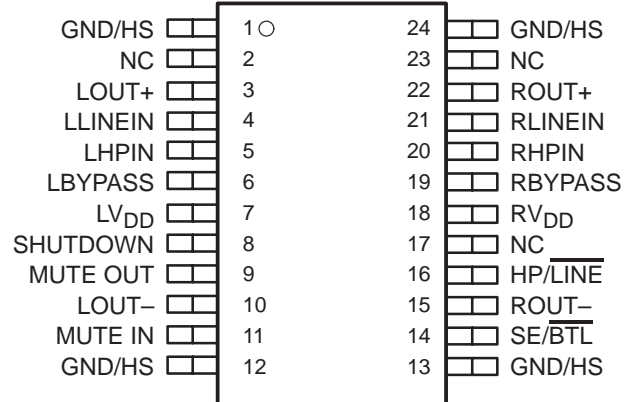 GND/HS 1 24 GND/HS
NC 2 23 NC
LOUT+ 3 22 ROUT+
LLINEIN 4 21 RLINEIN
LHPIN 5 20 RHPIN
LBYPASS 6 19 RBYPASS
LVDD 7 18 RVDD
SHUTDOWN 8 17 NC
MUTE OUT 9 16 HP/L̅I̅N̅E̅
LOUT– 10 15 ROUT–
MUTE IN 11 14 SE/B̅T̅L̅
GND/HS 12 13 GND/HS